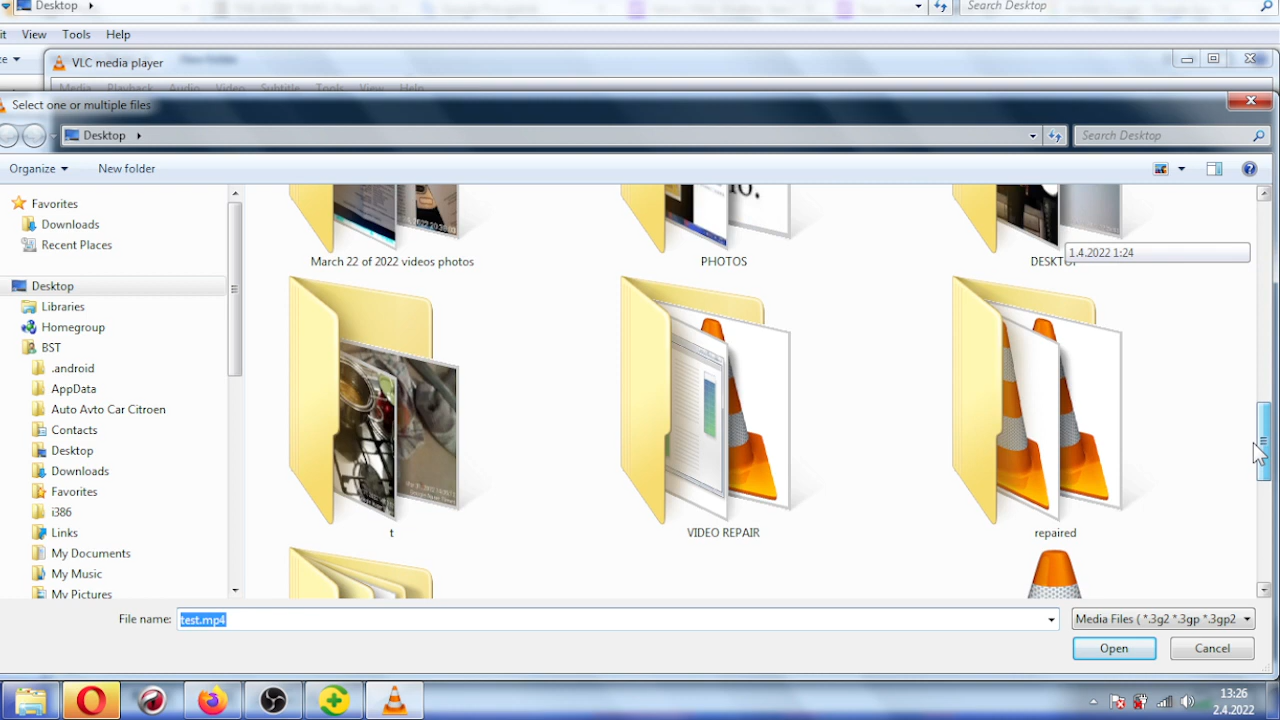 Desktop
Search Desktop
it View Tools Help
VLC media player
New folder
Media Playback Audio Video Subtitle Tools View Help
Select one or multiple files
Desktop
Search Desktop
Organize
New folder
Favorites
Downloads
Recent Places
Desktop
Libraries
Homegroup
BST
.android
AppData
Auto Avto Car Citroen
Contacts
Desktop
Downloads
Favorites
i386
Links
My Documents
My Music
My Pictures
March 22 of 2022 videos photos
PHOTOS
DESKTOP
1.4.2022 1:24
t
VIDEO REPAIR
repaired
File name:
test.mp4
Media Files ( *.3g2 *.3gp *.3gp2
Open
Cancel
13:26
2.4.2022